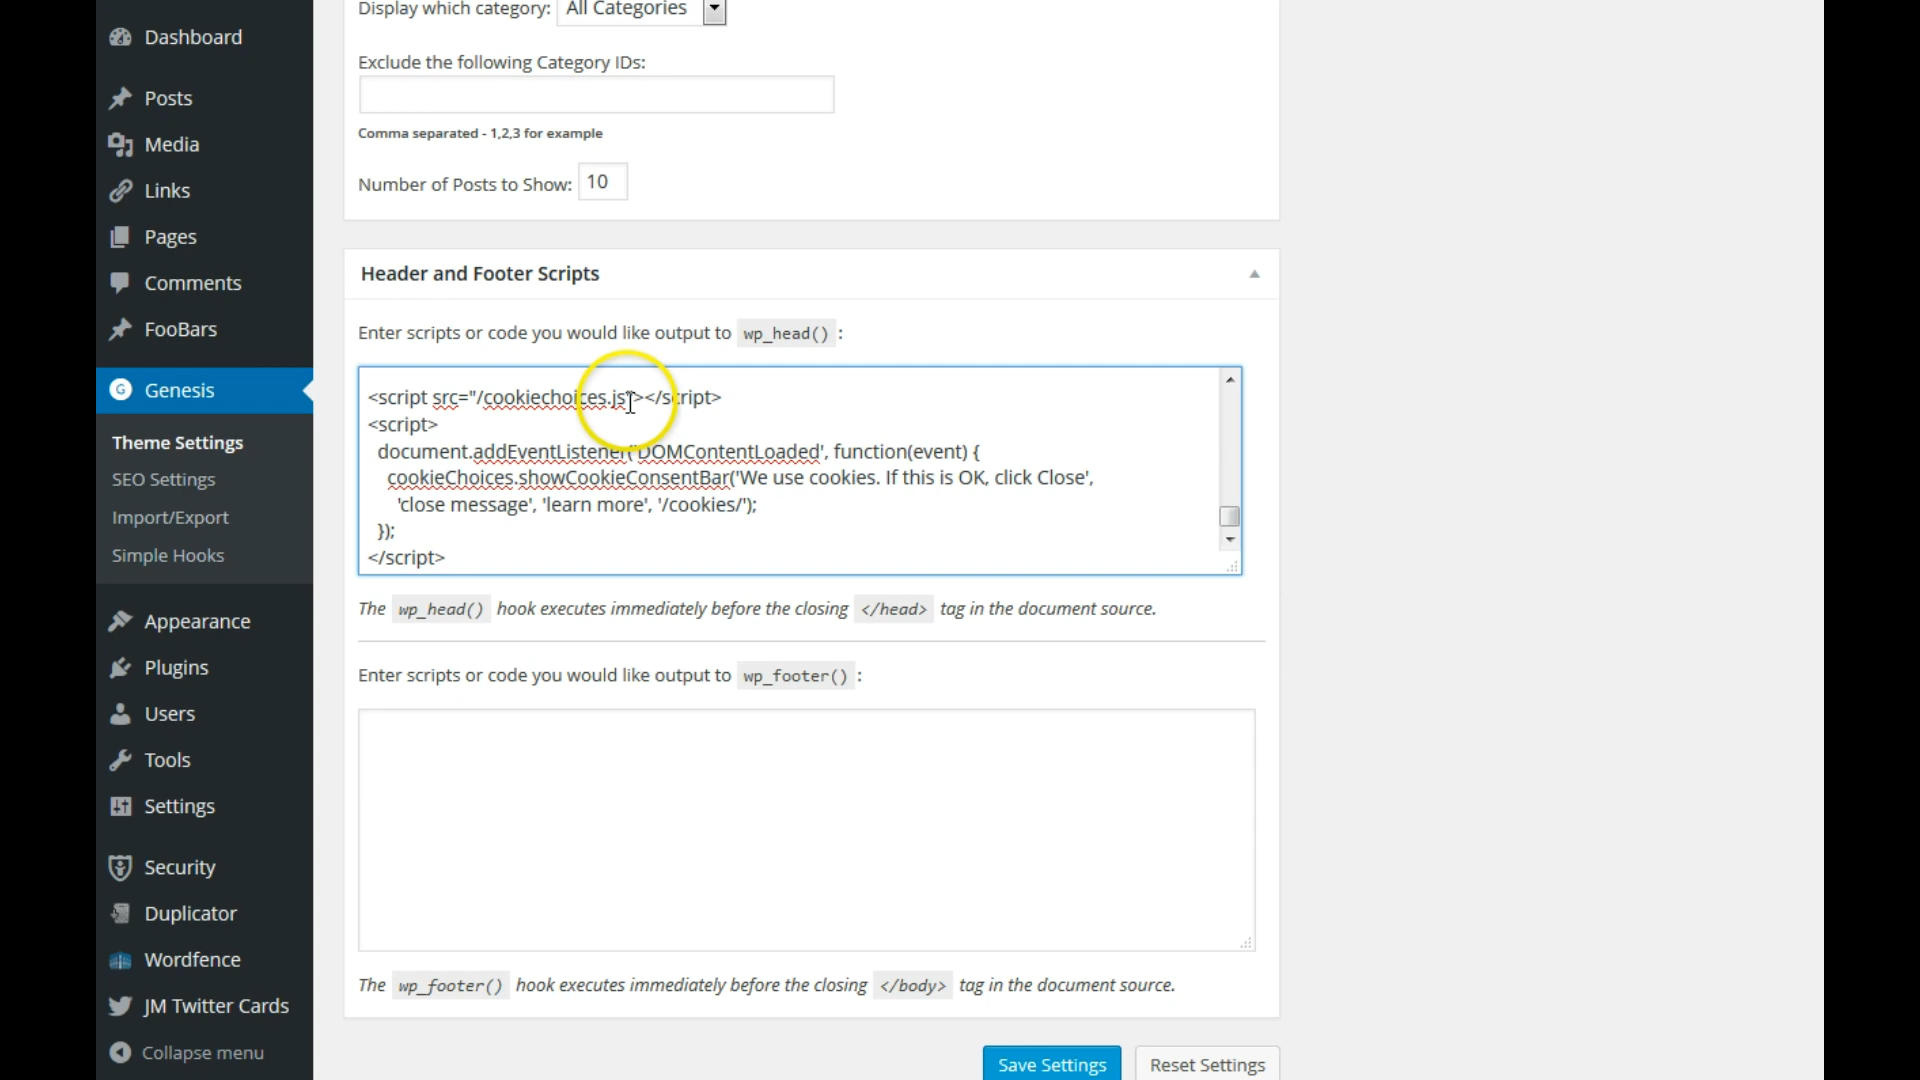 Dashboard
Posts
Media
Links
Pages
Comments
FooBars
Genesis
Theme Settings
SEO Settings
Import/Export
Simple Hooks
Appearance
Plugins
Users
Tools
Settings
Security
Duplicator
Wordfence
JM Twitter Cards
Collapse menu
Display which category: All Categories
Exclude the following Category IDs:
Comma separated - 1,2,3 for example
Number of Posts to Show: 10
Header and Footer Scripts
Enter scripts or code you would like output to wp_head() :
<script src="/cookiechoices.js"></script>
<script>
document.addEventListener('DOMContentLoaded', function(event) {
cookieChoices.showCookieConsentBar('We use cookies. If this is OK, click Close',
'close message', 'learn more', '/cookies/');
});
</script>
The wp_head() hook executes immediately before the closing </head> tag in the document source.
Enter scripts or code you would like output to wp_footer() :
The wp_footer() hook executes immediately before the closing </body> tag in the document source.
Save Settings Reset Settings